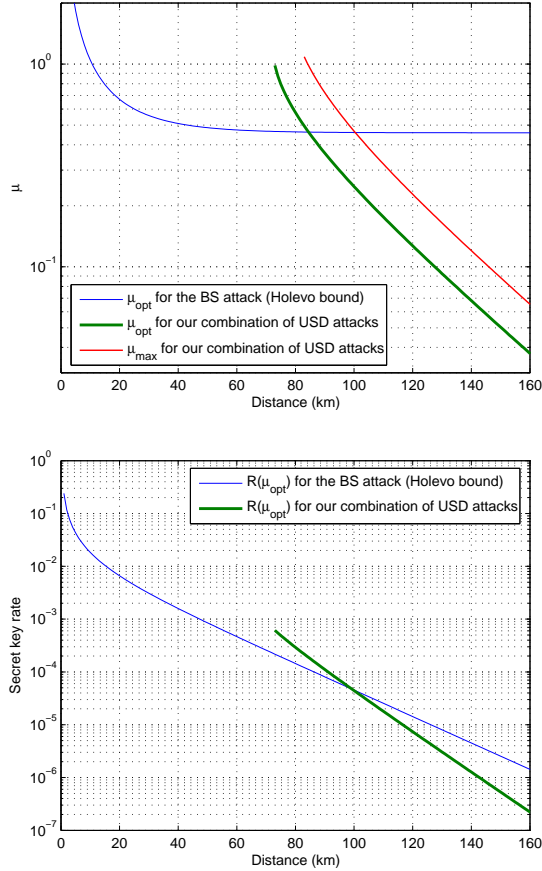 10^0
10^-1
μ
μ_opt for the BS attack (Holevo bound)
μ_opt for our combination of USD attacks
μ_max for our combination of USD attacks
0 20 40 60 80 100 120 140 160
Distance (km)
10^0
10^-1
10^-2
10^-3
10^-4
10^-5
10^-6
10^-7
Secret key rate
R(μ_opt) for the BS attack (Holevo bound)
R(μ_opt) for our combination of USD attacks
0 20 40 60 80 100 120 140 160
Distance (km)